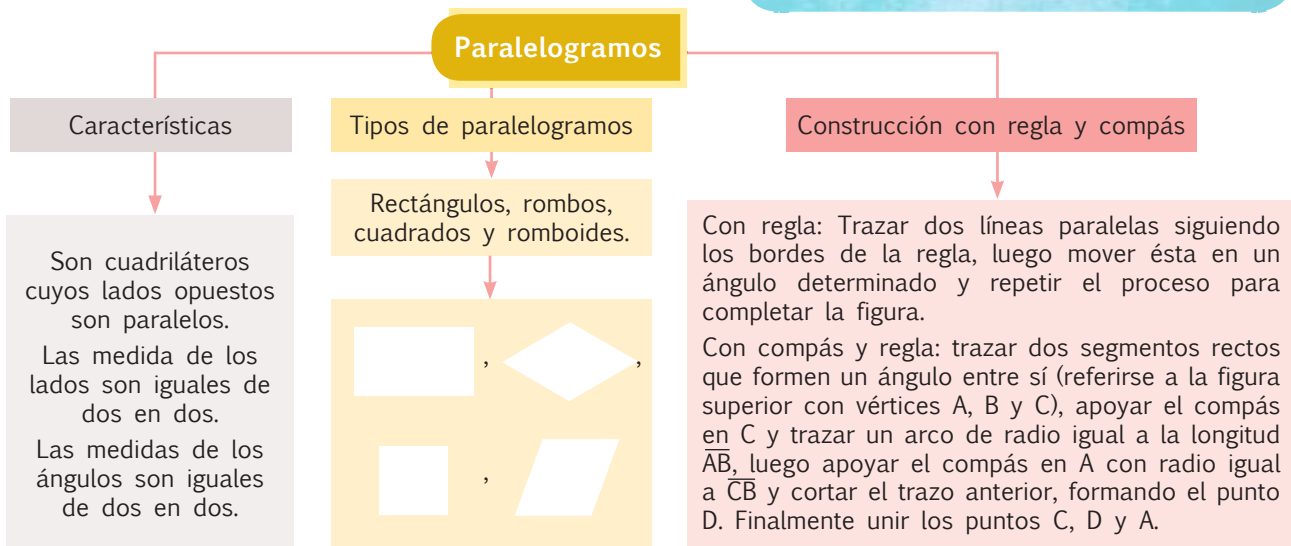 Paralelogramos
Características
Son cuadriláteros
cuyos lados opuestos
son paralelos.
Las medida de los
lados son iguales de
dos en dos.
Las medidas de los
ángulos son iguales
de dos en dos.
Tipos de paralelogramos
Rectángulos, rombos,
cuadrados y romboides.
, ,
,
Construcción con regla y compás
Con regla: Trazar dos líneas paralelas siguiendo
los bordes de la regla, luego mover ésta en un
ángulo determinado y repetir el proceso para
completar la figura.
Con compás y regla: trazar dos segmentos rectos
que formen un ángulo entre sí (referirse a la figura
superior con vértices A, B y C), apoyar el compás
en C y trazar un arco de radio igual a la longitud
A̅B̅, luego apoyar el compás en A con radio igual
a C̅B̅ y cortar el trazo anterior, formando el punto
D. Finalmente unir los puntos C, D y A.